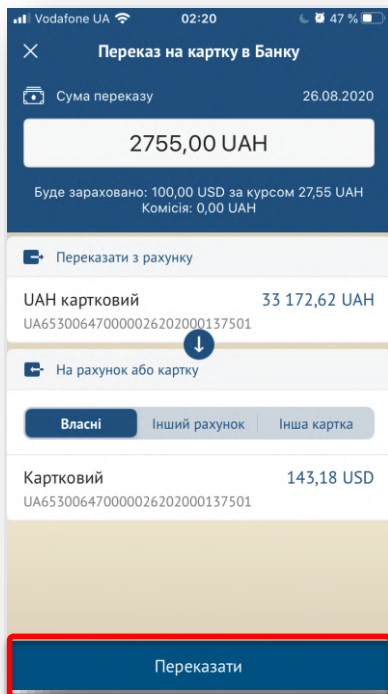 Vodafone UA 02:20 47 %
Переказ на картку в Банку
Сума переказу 26.08.2020
2755,00 UAH
Буде зараховано: 100,00 USD за курсом 27,55 UAH
Комісія: 0,00 UAH
Переказати з рахунку
UAH картковий 33 172,62 UAH
UA653006470000026202000137501
На рахунок або картку
Власні Інший рахунок Інша картка
Картковий 143,18 USD
UA653006470000026202000137501
Переказати